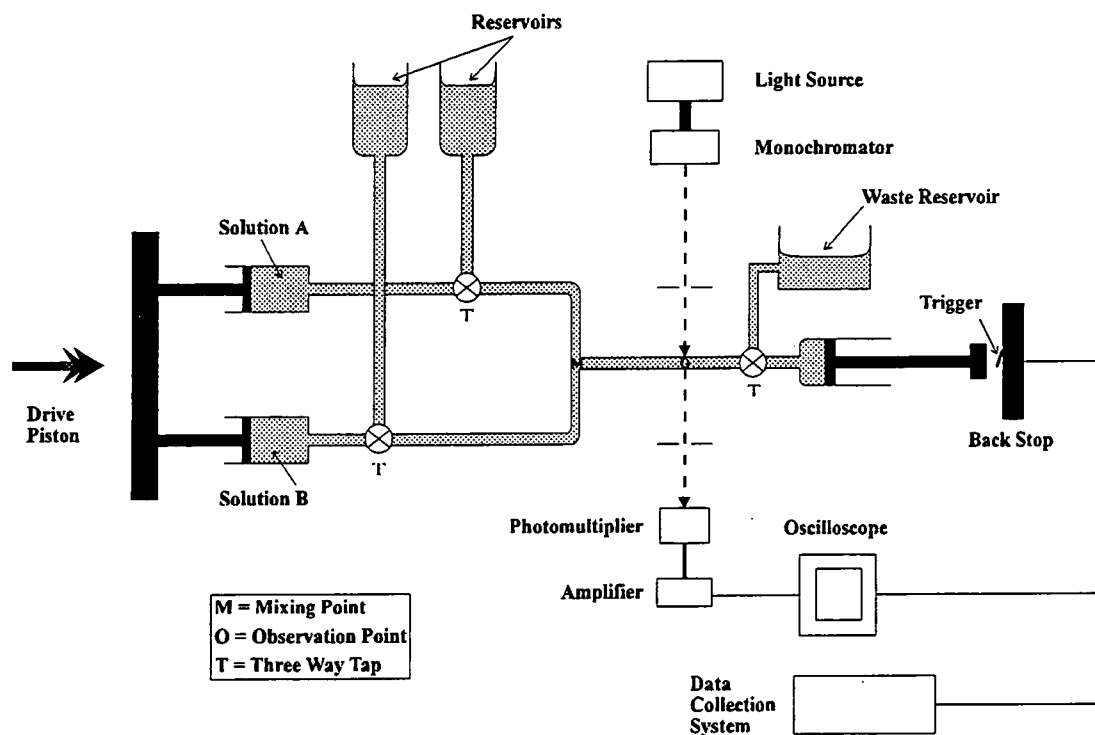 Reservoirs
Light Source
Monochromator
Waste Reservoir
Solution A
T
Trigger
T
Drive
Piston
Back Stop
T
Solution B
Photomultiplier
Oscilloscope
Amplifier
M = Mixing Point
O = Observation Point
T = Three Way Tap
Data
Collection
System